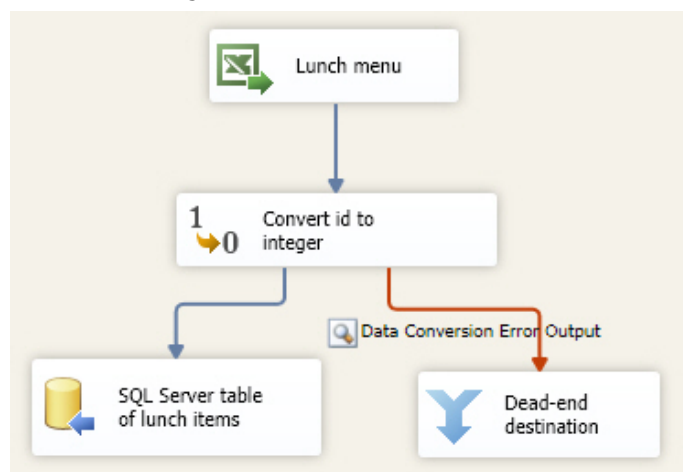 Lunch menu
1
0
Convert id to
integer
Data Conversion Error Output
SQL Server table
of lunch items
Dead-end
destination